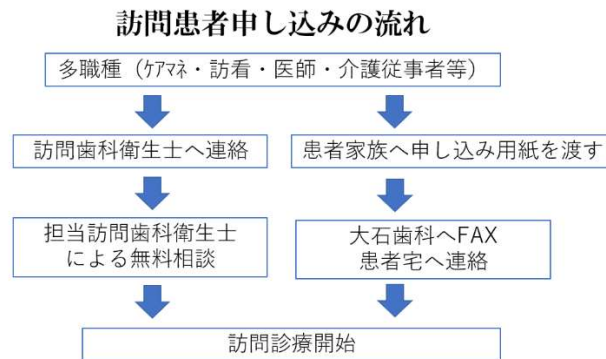 訪問患者申し込みの流れ
多職種（ｹｱﾏﾈ・訪看・医師・介護従事者等）
訪問歯科衛生士へ連絡
患者家族へ申し込み用紙を渡す
担当訪問歯科衛生士
による無料相談
大石歯科へFAX
患者宅へ連絡
訪問診療開始